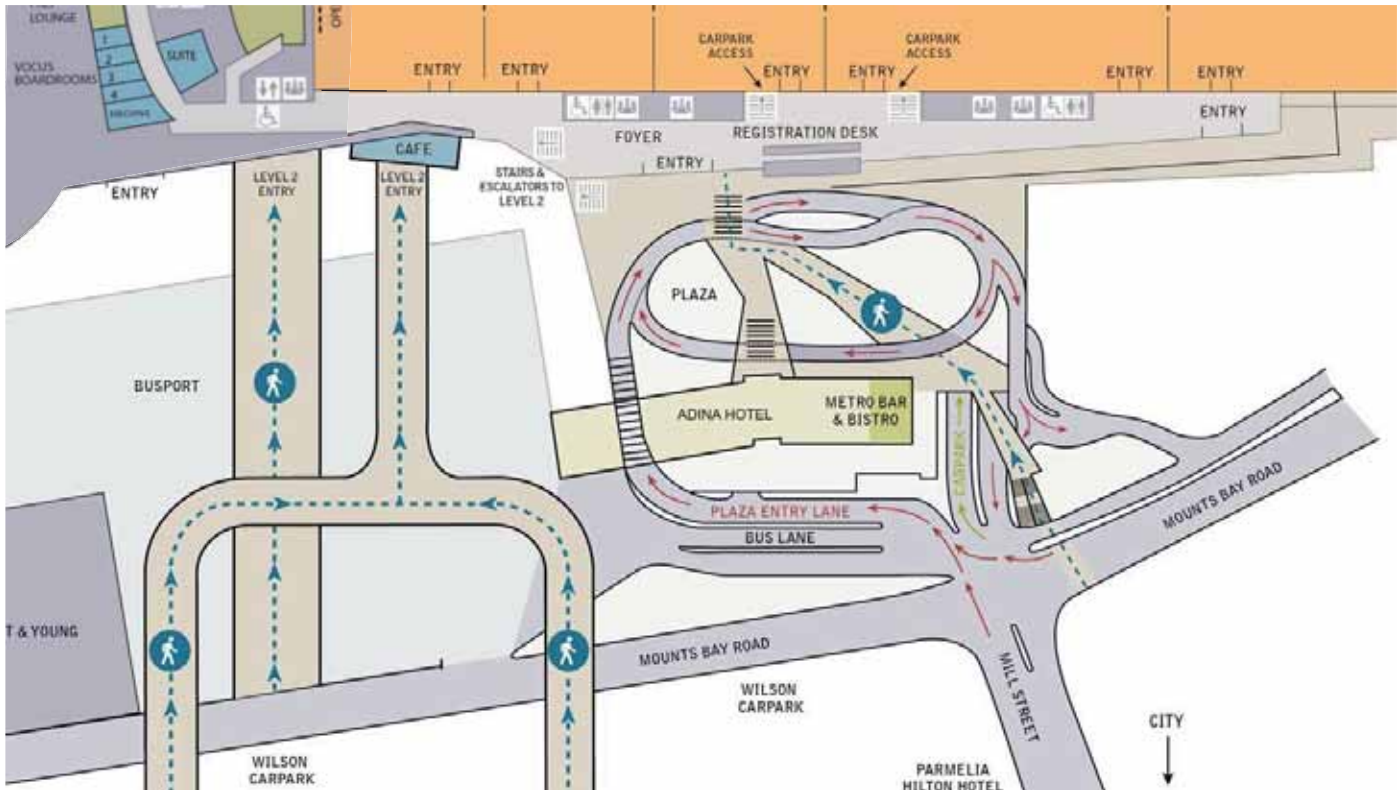 LOUNGE
OPE
1
2
3
4
VOCUS
BOARDROOMS
SUITE
ENTRY
ENTRY
CARPARK
ACCESS
ENTRY
ENTRY
CARPARK
ACCESS
ENTRY
ENTRY
ENTRY
FOYER
REGISTRATION DESK
CAFE
ENTRY
ENTRY
LEVEL 2
ENTRY
LEVEL 2
ENTRY
STAIRS &
ESCALATORS TO
LEVEL 2
PLAZA
BUSPORT
ADINA HOTEL
METRO BAR
& BISTRO
CARPARK
PLAZA ENTRY LANE
BUS LANE
MOUNTS BAY ROAD
T & YOUNG
MOUNTS BAY ROAD
MILL STREET
WILSON
CARPARK
CITY
WILSON
CARPARK
PARMELIA
HILTON HOTEL